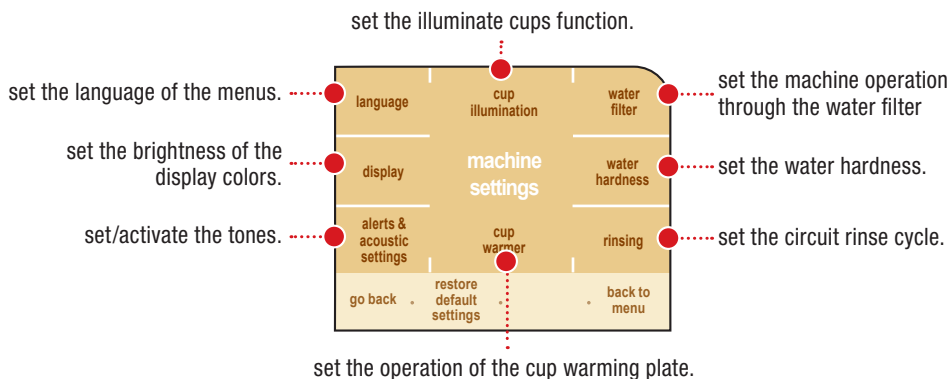 set the illuminate cups function.
set the language of the menus.
language
cup
illumination
water
filter
set the machine operation
through the water filter
set the brightness of the
display colors.
display
machine
settings
water
hardness
set the water hardness.
set/activate the tones.
alerts &
acoustic
settings
cup
warmer
rinsing
set the circuit rinse cycle.
go back
restore
default
settings
back to
menu
set the operation of the cup warming plate.